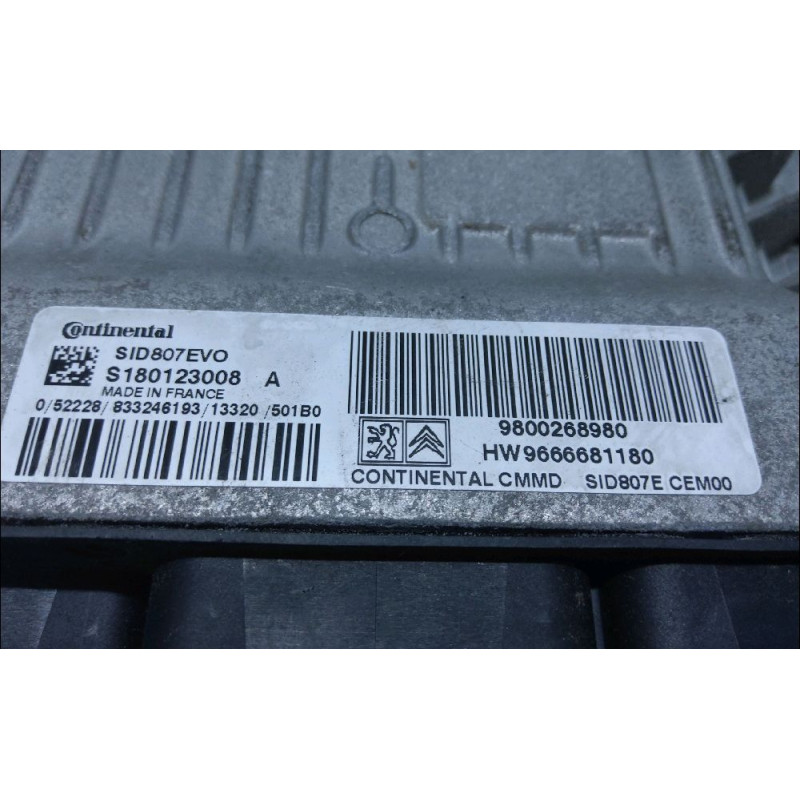 Continental
SID807EVO
S180123008 A
MADE IN FRANCE
0/52228/833246193/13320/501B0
9800268980
HW9666681180
CONTINENTAL CMMD SID807E CEM00